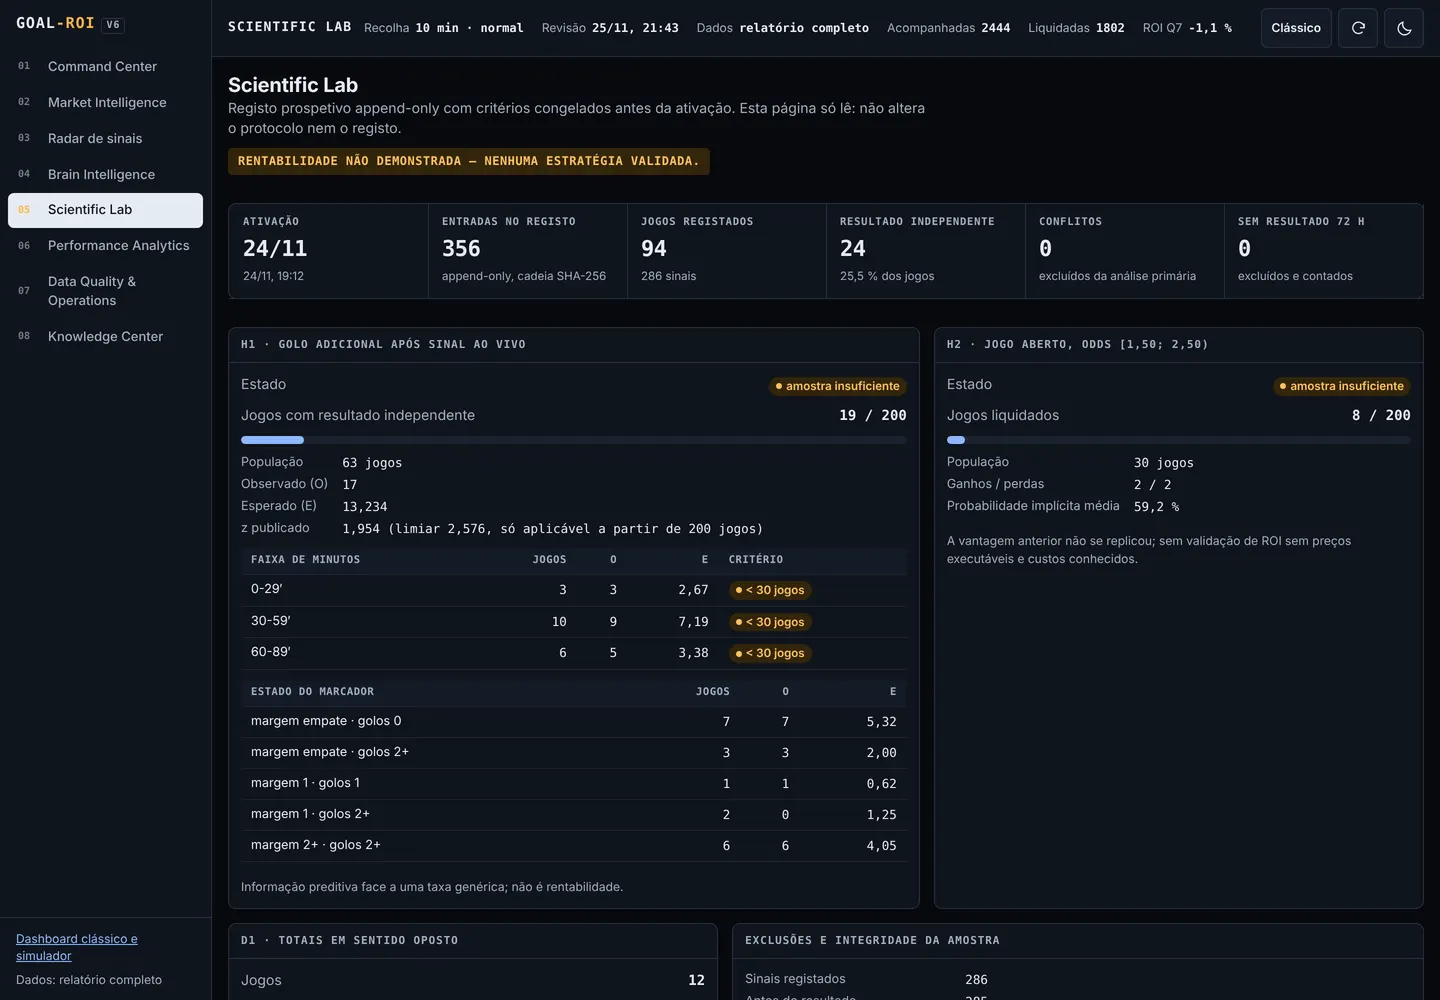 GOAL-ROI V6
01 Command Center
02 Market Intelligence
03 Radar de sinais
04 Brain Intelligence
05 Scientific Lab
06 Performance Analytics
07 Data Quality &
Operations
08 Knowledge Center
Dashboard clássico e
simulador
Dados: relatório completo
SCIENTIFIC LAB Recolha 10 min · normal Revisão 25/11, 21:43 Dados relatório completo Acompanhadas 2444 Liquidadas 1802 ROI Q7 -1,1 % Clássico
Scientific Lab
Registo prospetivo append-only com critérios congelados antes da ativação. Esta página só lê: não altera
o protocolo nem o registo.
RENTABILIDADE NÃO DEMONSTRADA — NENHUMA ESTRATÉGIA VALIDADA.
ATIVAÇÃO
24/11
24/11, 19:12
ENTRADAS NO REGISTO
356
append-only, cadeia SHA-256
JOGOS REGISTADOS
94
286 sinais
RESULTADO INDEPENDENTE
24
25,5 % dos jogos
CONFLITOS
0
excluídos da análise primária
SEM RESULTADO 72 H
0
excluídos e contados
H1 · GOLO ADICIONAL APÓS SINAL AO VIVO
Estado amostra insuficiente
Jogos com resultado independente 19 / 200
População 63 jogos
Observado (O) 17
Esperado (E) 13,234
z publicado 1,954 (limiar 2,576, só aplicável a partir de 200 jogos)
FAIXA DE MINUTOS JOGOS O E CRITÉRIO
0-29′ 3 3 2,67 < 30 jogos
30-59′ 10 9 7,19 < 30 jogos
60-89′ 6 5 3,38 < 30 jogos
ESTADO DO MARCADOR JOGOS O E
margem empate · golos 0 7 7 5,32
margem empate · golos 2+ 3 3 2,00
margem 1 · golos 1 1 1 0,62
margem 1 · golos 2+ 2 0 1,25
margem 2+ · golos 2+ 6 6 4,05
Informação preditiva face a uma taxa genérica; não é rentabilidade.
H2 · JOGO ABERTO, ODDS [1,50; 2,50)
Estado amostra insuficiente
Jogos liquidados 8 / 200
População 30 jogos
Ganhos / perdas 2 / 2
Probabilidade implícita média 59,2 %
A vantagem anterior não se replicou; sem validação de ROI sem preços
executáveis e custos conhecidos.
D1 · TOTAIS EM SENTIDO OPOSTO
Jogos 12
EXCLUSÕES E INTEGRIDADE DA AMOSTRA
Sinais registados 286
Antes do resultado 285